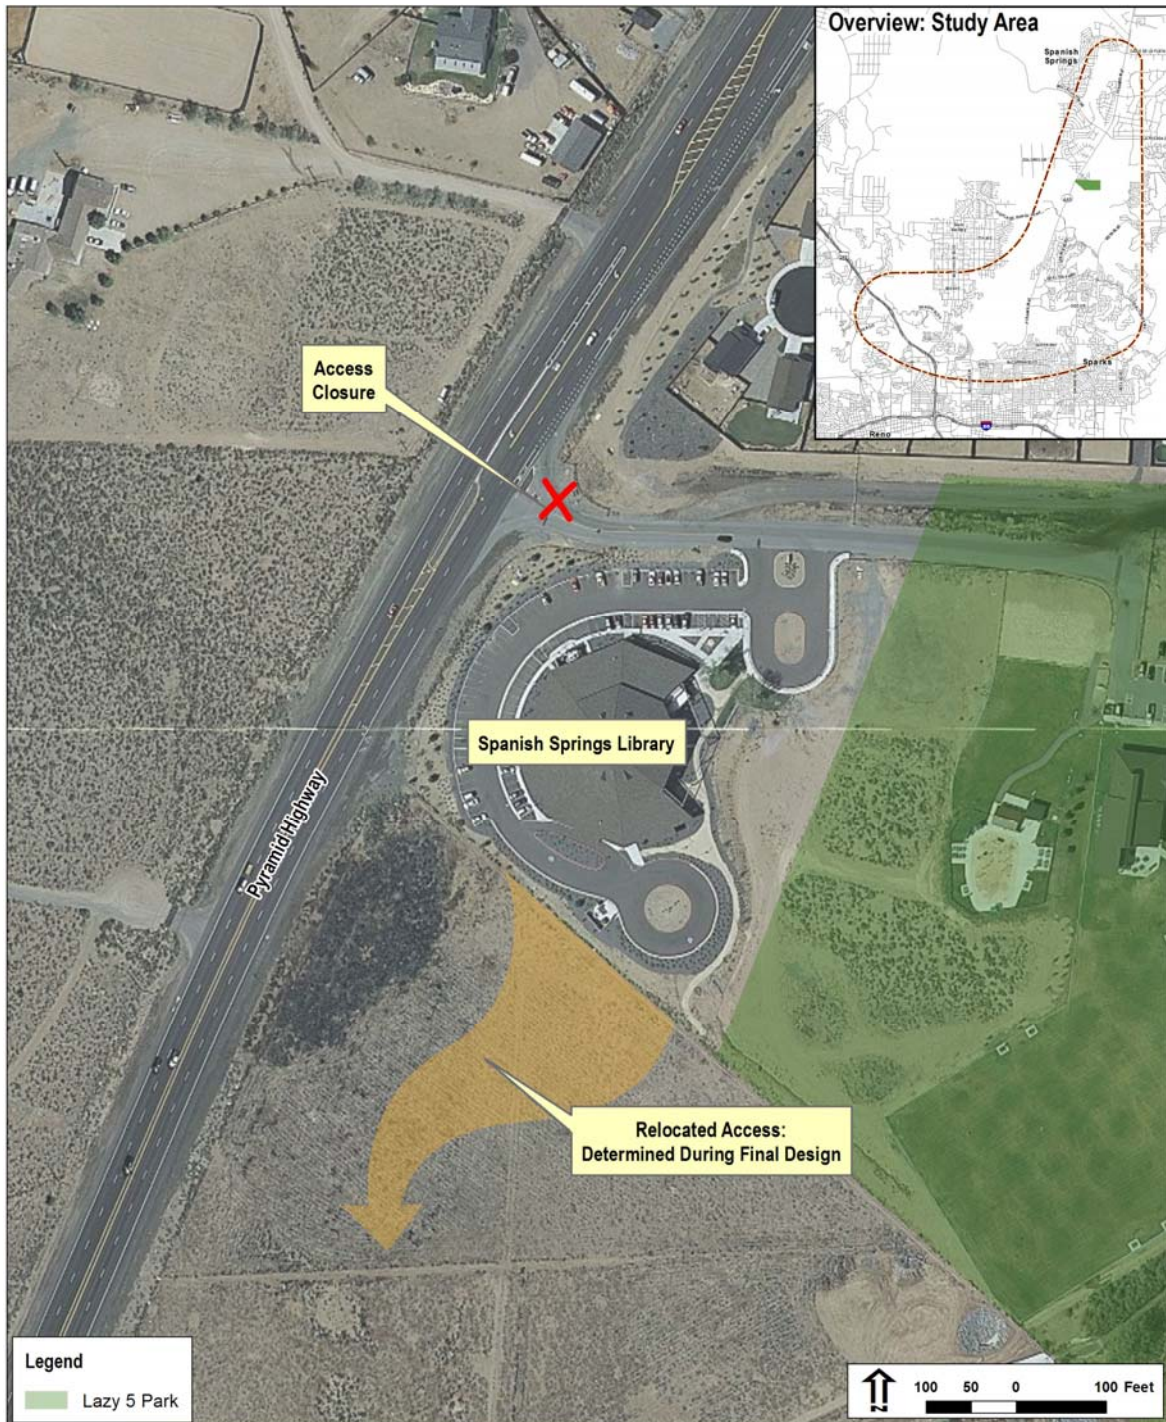 Overview: Study Area
Spanish
Springs
Sparks
Reno
Access
Closure
Spanish Springs Library
Pyramid Highway
Relocated Access:
Determined During Final Design
Legend
Lazy 5 Park
N
100 50 0 100 Feet